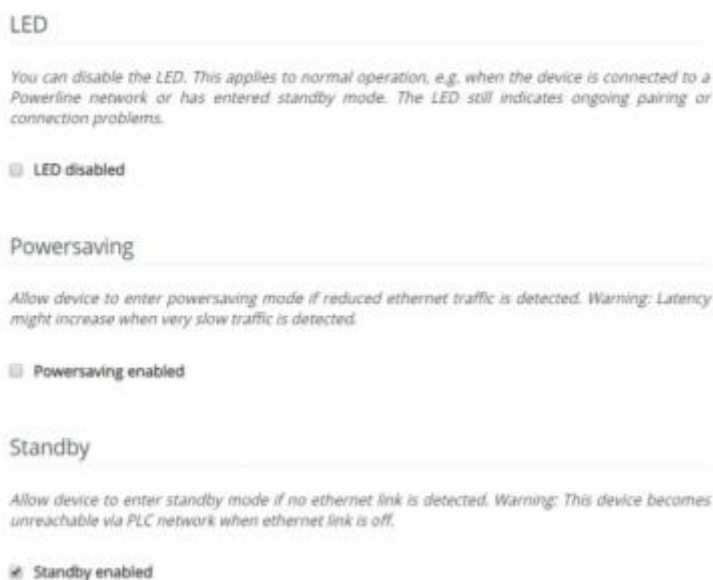 LED
You can disable the LED. This applies to normal operation, e.g. when the device is connected to a
Powerline network or has entered standby mode. The LED still indicates ongoing pairing or
connection problems.
LED disabled
Powersaving
Allow device to enter powersaving mode if reduced ethernet traffic is detected. Warning: Latency
might increase when very slow traffic is detected.
Powersaving enabled
Standby
Allow device to enter standby mode if no ethernet link is detected. Warning: This device becomes
unreachable via PLC network when ethernet link is off.
Standby enabled